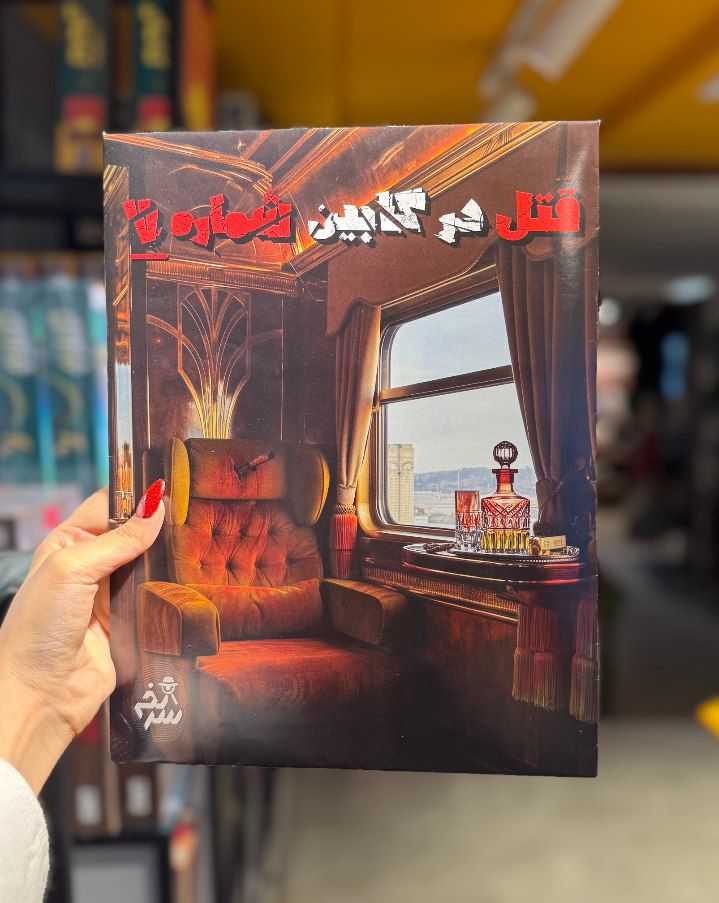 قتل در کابین شماره ۷
سرنخ